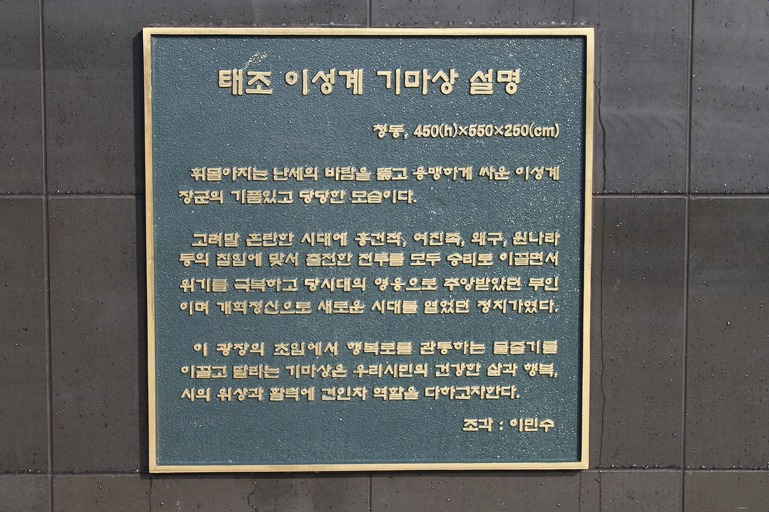 태조 이성계 기마상 설명
청동, 450(h)×550×250(cm)
휘몰아치는 난세의 바람을 뚫고 용맹하게 싸운 이성계
장군의 기품있고 당당한 모습이다.
고려말 혼란한 시대에 홍건적, 여진족, 왜구, 원나라
등의 침입에 맞서 출전한 전투를 모두 승리로 이끌면서
위기를 극복하고 당시대의 영웅으로 추앙받았던 무인
이며 개혁정신으로 새로운 시대를 열었던 정치가였다.
이 광장의 초입에서 행복로를 관통하는 물줄기를
이끌고 달리는 기마상은 우리시민의 건강한 삶과 행복,
시의 위상과 활력에 견인차 역할을 다하고자한다.
조각 : 이민수